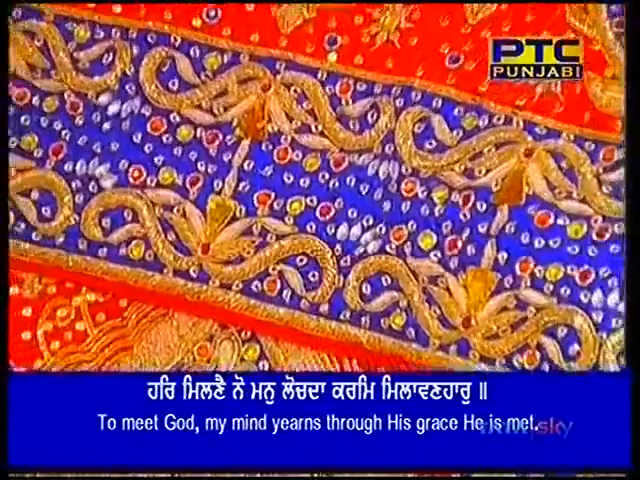 PTC
PUNJABI
ਹਰਿ ਮਿਲਣੈ ਨੋ ਮਨੁ ਲੋਚਦਾ ਕਰਮਿ ਮਿਲਾਵਣਹਾਰੁ ॥
To meet God, my mind yearns through His grace He is met.
sky